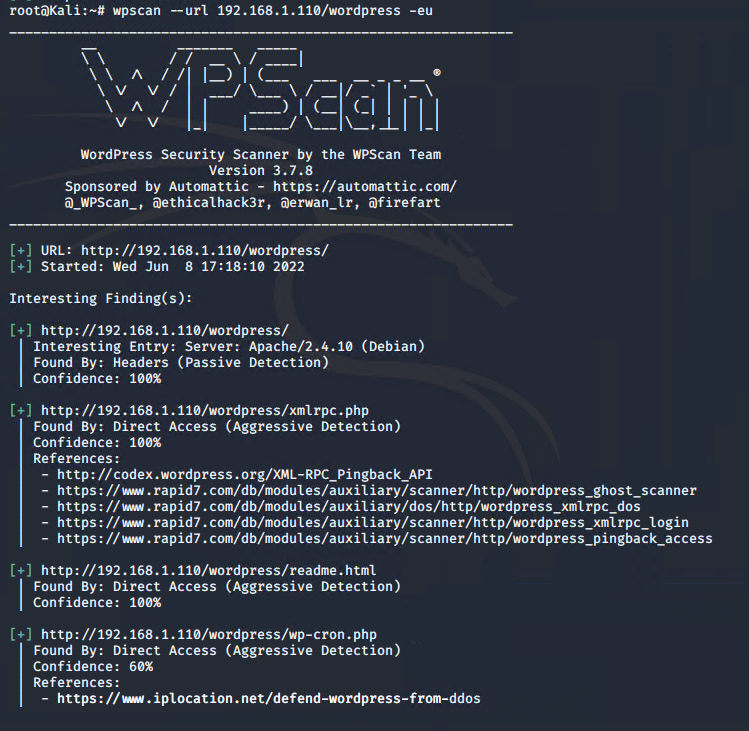 root@Kali:~# wpscan --url 192.168.1.110/wordpress -eu
_______________________________________________________________
WPScan ®
WordPress Security Scanner by the WPScan Team
Version 3.7.8
Sponsored by Automattic - https://automattic.com/
@_WPScan_, @ethicalhack3r, @erwan_lr, @firefart
_______________________________________________________________
[+] URL: http://192.168.1.110/wordpress/
[+] Started: Wed Jun  8 17:18:10 2022
Interesting Finding(s):
[+] http://192.168.1.110/wordpress/
| Interesting Entry: Server: Apache/2.4.10 (Debian)
| Found By: Headers (Passive Detection)
| Confidence: 100%
[+] http://192.168.1.110/wordpress/xmlrpc.php
| Found By: Direct Access (Aggressive Detection)
| Confidence: 100%
| References:
|  - http://codex.wordpress.org/XML-RPC_Pingback_API
|  - https://www.rapid7.com/db/modules/auxiliary/scanner/http/wordpress_ghost_scanner
|  - https://www.rapid7.com/db/modules/auxiliary/dos/http/wordpress_xmlrpc_dos
|  - https://www.rapid7.com/db/modules/auxiliary/scanner/http/wordpress_xmlrpc_login
|  - https://www.rapid7.com/db/modules/auxiliary/scanner/http/wordpress_pingback_access
[+] http://192.168.1.110/wordpress/readme.html
| Found By: Direct Access (Aggressive Detection)
| Confidence: 100%
[+] http://192.168.1.110/wordpress/wp-cron.php
| Found By: Direct Access (Aggressive Detection)
| Confidence: 60%
| References:
|  - https://www.iplocation.net/defend-wordpress-from-ddos